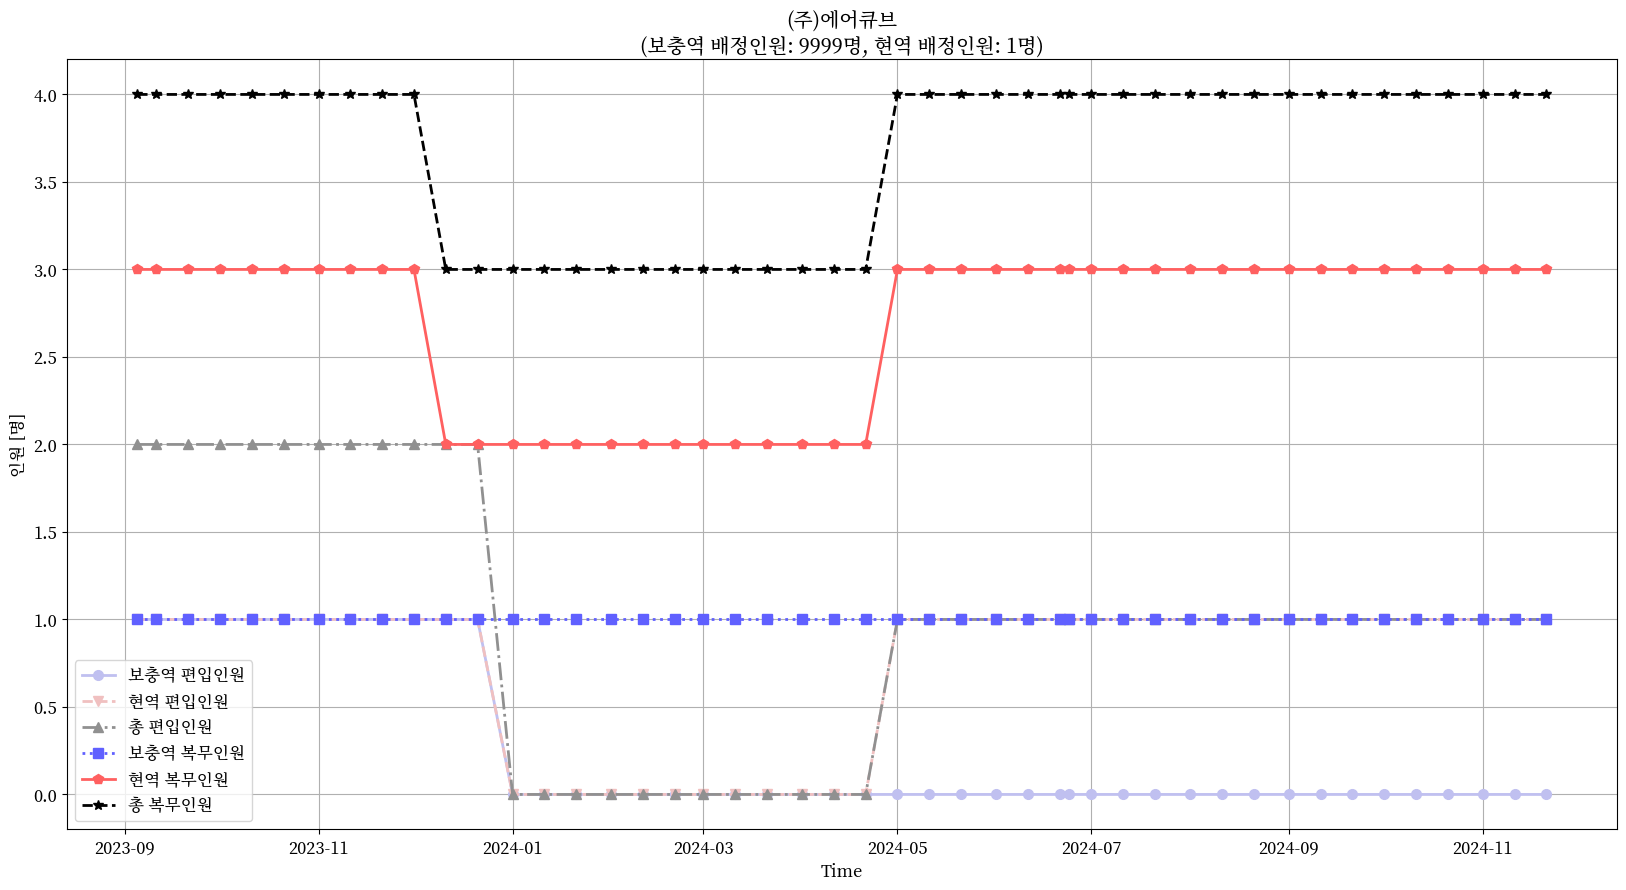 (주)에어큐브
(보충역 배정인원: 9999명, 현역 배정인원: 1명)
인원 [명]
4.0
3.5
3.0
2.5
2.0
1.5
1.0
0.5
0.0
보충역 편입인원
현역 편입인원
총 편입인원
보충역 복무인원
현역 복무인원
총 복무인원
2023-09
2023-11
2024-01
2024-03
2024-05
2024-07
2024-09
2024-11
Time